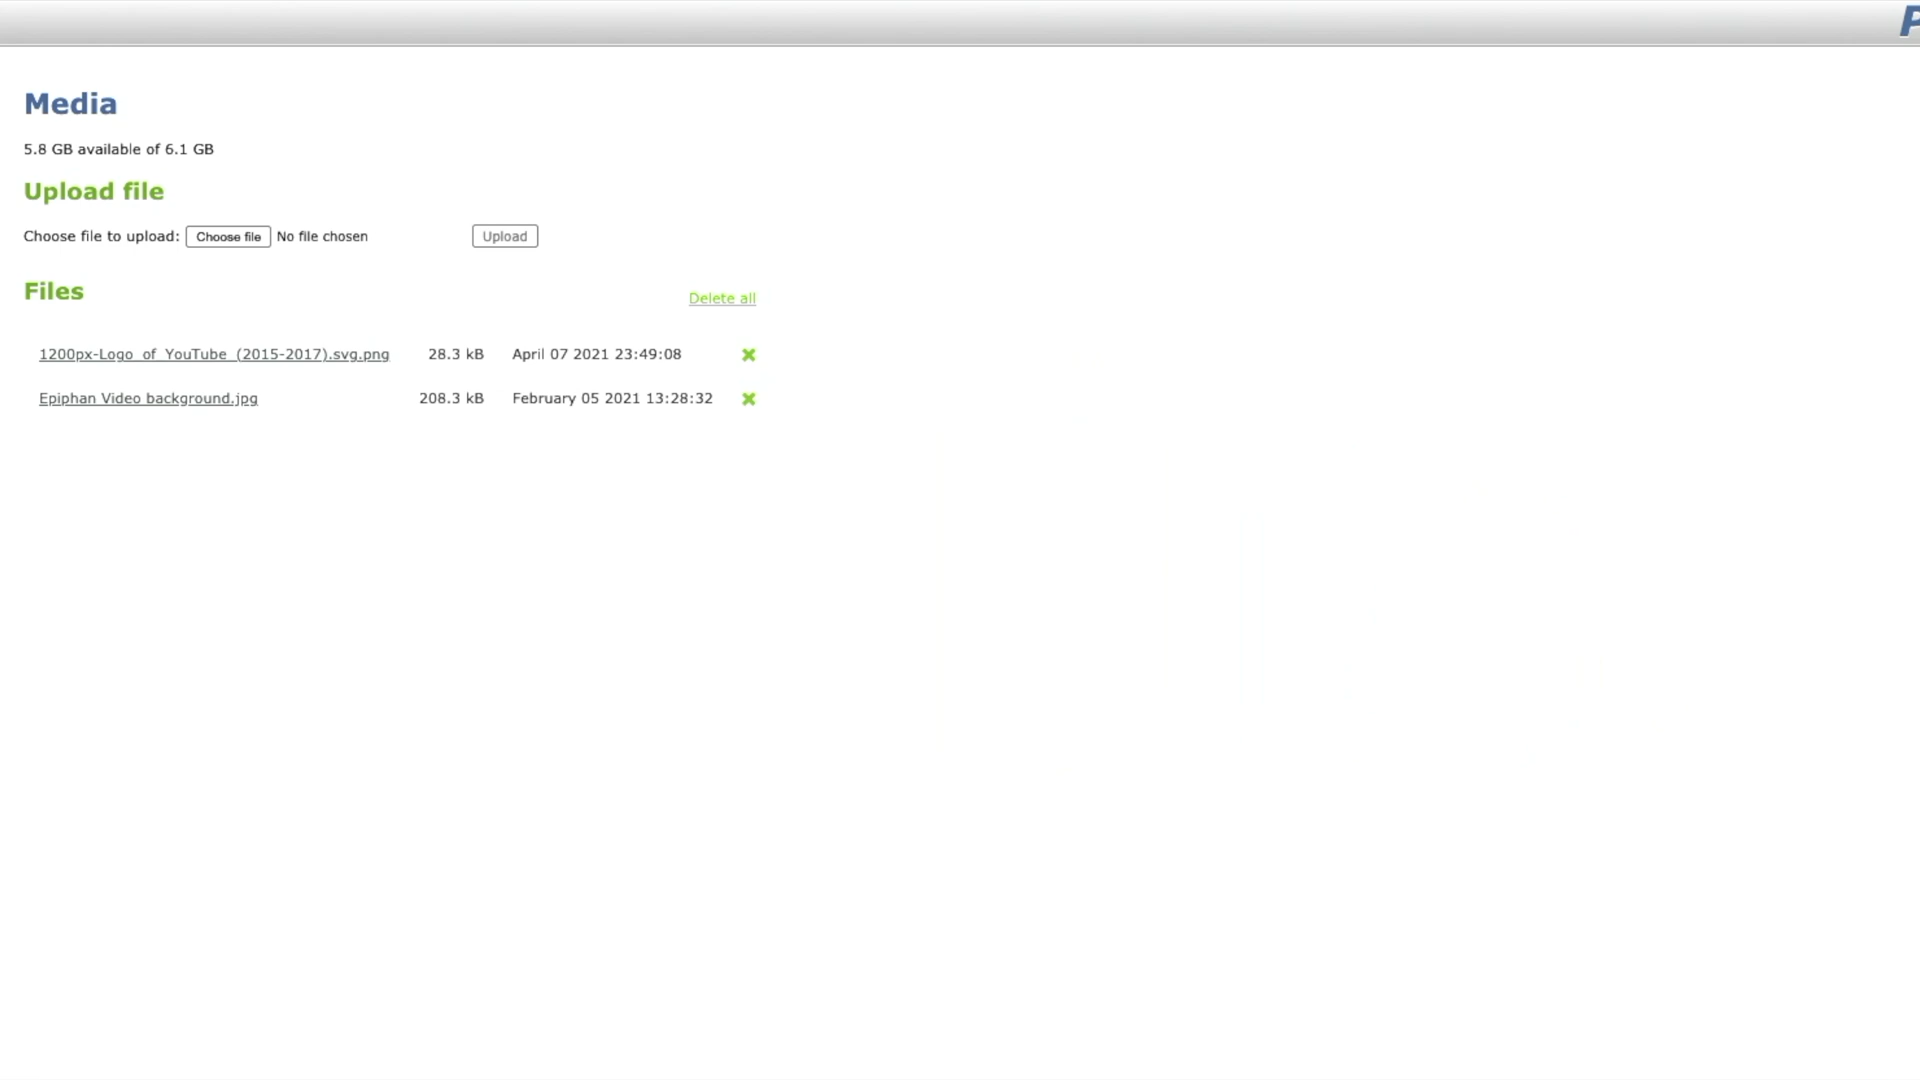 Media
5.8 GB available of 6.1 GB
Upload file
Choose file to upload: Choose file No file chosen Upload
Files Delete all
1200px-Logo_of_YouTube_(2015-2017).svg.png 28.3 kB April 07 2021 23:49:08
Epiphan Video background.jpg 208.3 kB February 05 2021 13:28:32